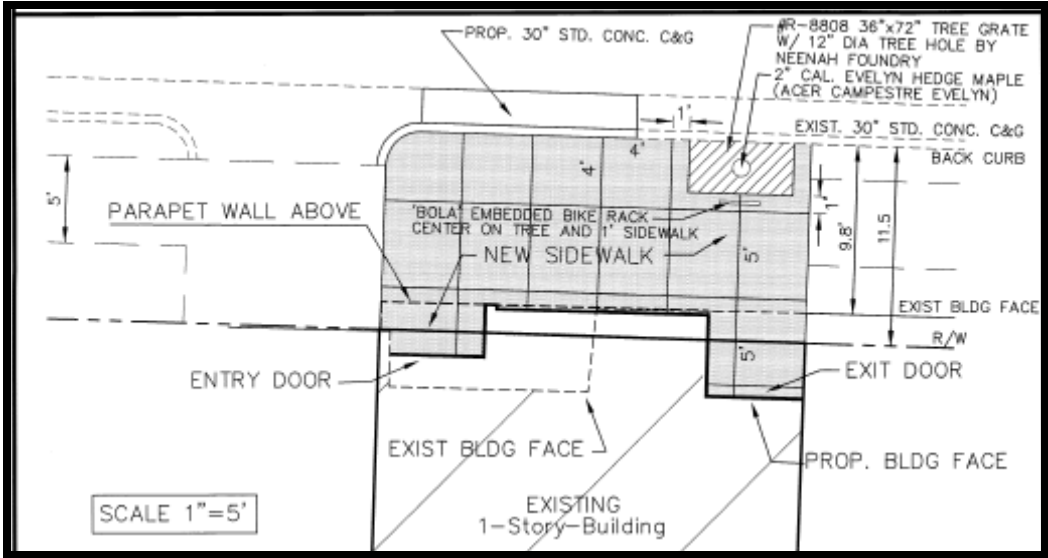 PROP. 30" STD. CONC. C&G
#R-8808 36"x72" TREE GRATE
W/ 12" DIA TREE HOLE BY
NEENAH FOUNDRY
2" CAL. EVELYN HEDGE MAPLE
(ACER CAMPESTRE EVELYN)
1'
EXIST. 30" STD. CONC. C&G
BACK CURB
4'
4'
5'
PARAPET WALL ABOVE
'BOLA' EMBEDDED BIKE RACK
CENTER ON TREE AND 1' SIDEWALK
NEW SIDEWALK
1'
9.8'
11.5
5'
EXIST BLDG FACE
R/W
5'
ENTRY DOOR
EXIT DOOR
EXIST BLDG FACE
PROP. BLDG FACE
SCALE 1"=5'
EXISTING
1-Story-Building